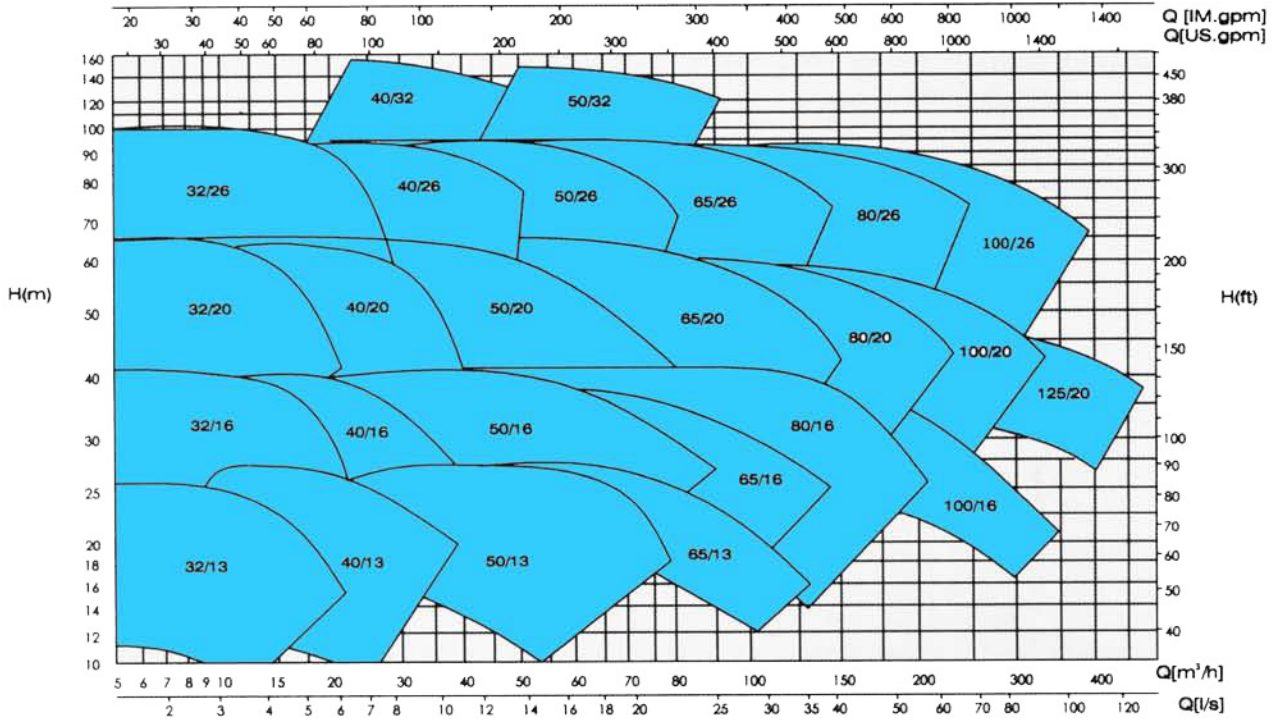 20 30 40 50 60 100 200 300 400 500 600 800 1000 1400 Q [IM.gpm]
30 40 50 60 80 100 200 300 400 500 600 800 1000 1400 Q[US.gpm]
160 450
140
120 40/32 50/32 380
100
90 300
80 32/26 40/26 50/26 65/26 80/26
70 100/26
60 200
H(m) H(ft)
50 32/20 40/20 50/20 65/20 80/20 100/20 150
40 125/20
30 32/16 40/16 50/16 80/16 100
90
25 65/16 100/16 80
70
20 32/13 40/13 50/13 65/13 60
18
16 50
14
12 40
10
5 6 7 8 9 10 15 20 30 40 50 60 70 80 100 150 200 300 400 Q[m³/h]
2 3 4 5 6 7 8 10 12 14 16 18 20 25 30 35 40 50 60 70 80 100 120 Q[l/s]